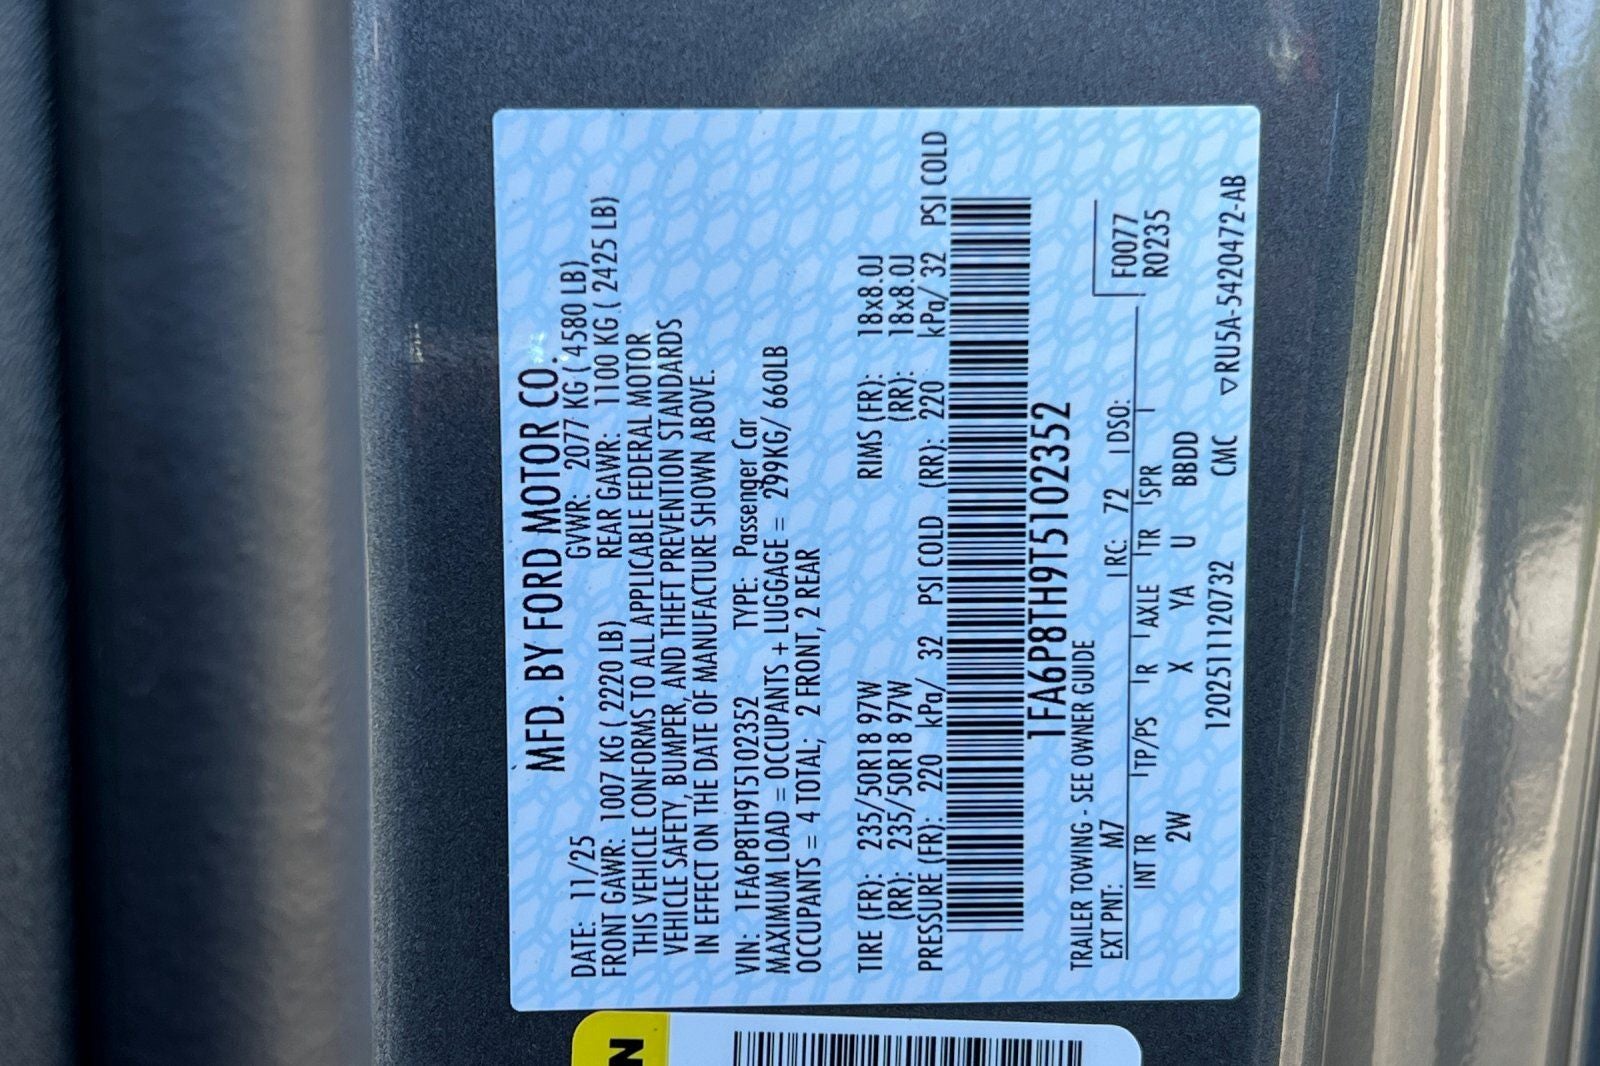 MFD. BY FORD MOTOR CO.
DATE: 11/25 GVWR: 2077 KG ( 4580 LB)
FRONT GAWR: 1007 KG ( 2220 LB) REAR GAWR: 1100 KG ( 2425 LB)
THIS VEHICLE CONFORMS TO ALL APPLICABLE FEDERAL MOTOR
VEHICLE SAFETY, BUMPER, AND THEFT PREVENTION STANDARDS
IN EFFECT ON THE DATE OF MANUFACTURE SHOWN ABOVE.
VIN: 1FA6P8TH9T5102352 TYPE: Passenger Car
MAXIMUM LOAD = OCCUPANTS + LUGGAGE = 299KG/ 660LB
OCCUPANTS = 4 TOTAL; 2 FRONT, 2 REAR
TIRE (FR): 235/50R18 97W RIMS (FR): 18x8.0J
(RR): 235/50R18 97W (RR): 18x8.0J
PRESSURE (FR): 220 kPa/ 32 PSI COLD (RR): 220 kPa/ 32 PSI COLD
1FA6P8TH9T5102352
TRAILER TOWING - SEE OWNER GUIDE
EXT PNT: M7 RC: 72 DSO: F0077
INT TR TP/PS R AXLE TR SPR R0235
2W X YA U BBDD
12025111120732 CMC ▽RU5A-5420472-AB
N